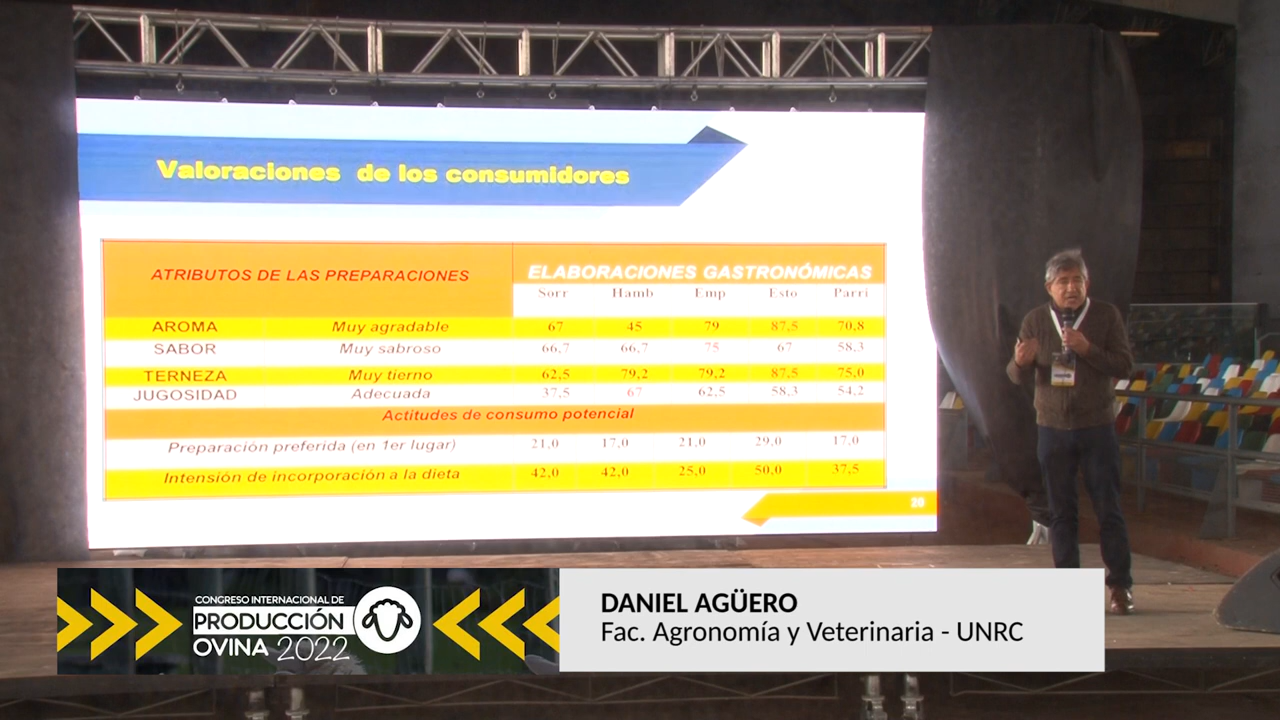 Valoraciones de los consumidores
ATRIBUTOS DE LAS PREPARACIONES
ELABORACIONES GASTRONÓMICAS
Sorr Hamb Emp Esto Parri
AROMA Muy agradable 67 45 79 87,5 70,8
SABOR Muy sabroso 66,7 66,7 75 67 58,3
TERNEZA Muy tierno 62,5 79,2 79,2 87,5 75,0
JUGOSIDAD Adecuada 37,5 67 62,5 58,3 54,2
Actitudes de consumo potencial
Preparación preferida (en 1er lugar) 21,0 17,0 21,0 29,0 17,0
Intensión de incorporación a la dieta 42,0 42,0 25,0 50,0 37,5
20
CONGRESO INTERNACIONAL DE
PRODUCCIÓN
OVINA 2022
DANIEL AGÜERO
Fac. Agronomía y Veterinaria - UNRC